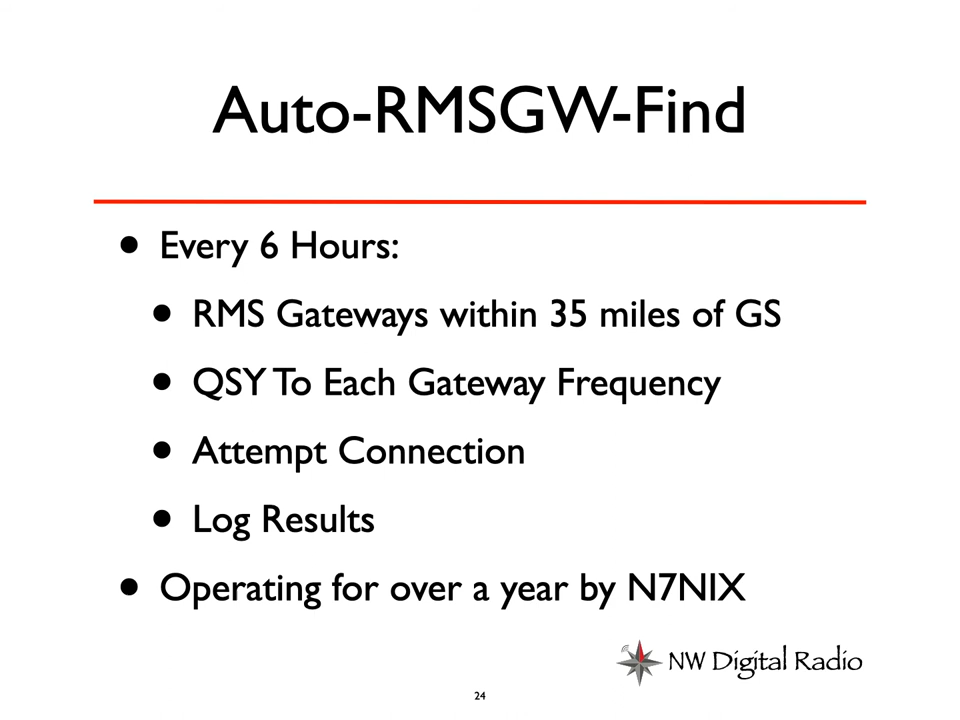 Auto-RMSGW-Find
• Every 6 Hours:
• RMS Gateways within 35 miles of GS
• QSY To Each Gateway Frequency
• Attempt Connection
• Log Results
• Operating for over a year by N7NIX
NW Digital Radio
24